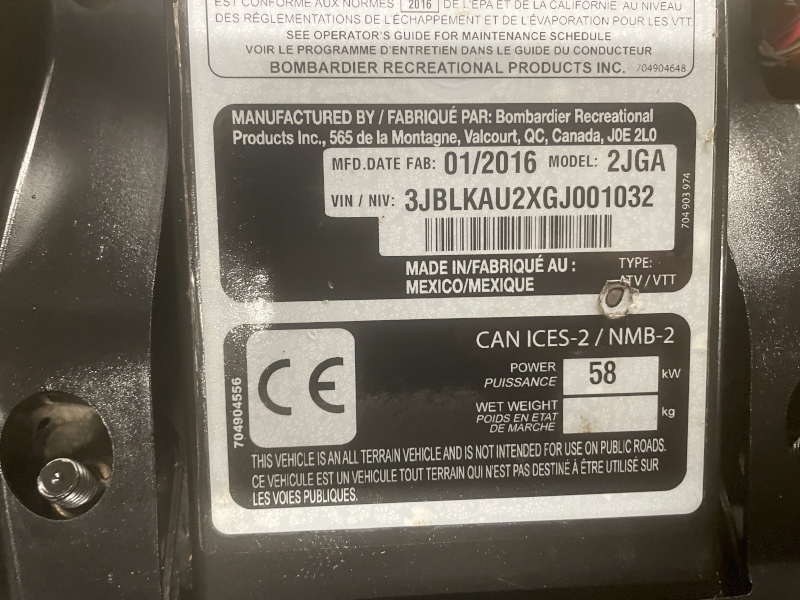 EST CONFORME AUX NORMES 2016 DE L'EPA ET DE LA CALIFORNIE AU NIVEAU
DES RÉGLEMENTATIONS DE L'ÉCHAPPEMENT ET DE L'ÉVAPORATION POUR LES VTT
SEE OPERATOR'S GUIDE FOR MAINTENANCE SCHEDULE
VOIR LE PROGRAMME D'ENTRETIEN DANS LE GUIDE DU CONDUCTEUR
BOMBARDIER RECREATIONAL PRODUCTS INC. 704904648
MANUFACTURED BY / FABRIQUÉ PAR: Bombardier Recreational
Products Inc., 565 de la Montagne, Valcourt, QC, Canada, J0E 2L0
MFD.DATE FAB: 01/2016 MODEL: 2JGA
VIN / NIV: 3JBLKAU2XGJ001032
704 903 974
MADE IN/FABRIQUÉ AU :
MEXICO/MEXIQUE
TYPE:
ATV / VTT
CE
704904556
CAN ICES-2 / NMB-2
POWER
PUISSANCE
58 kW
WET WEIGHT
POIDS EN ETAT
DE MARCHE
kg
THIS VEHICLE IS AN ALL TERRAIN VEHICLE AND IS NOT INTENDED FOR USE ON PUBLIC ROADS.
CE VEHICULE EST UN VEHICULE TOUT TERRAIN QUI N'EST PAS DESTINÉ À ÊTRE UTILISÉ SUR
LES VOIES PUBLIQUES.